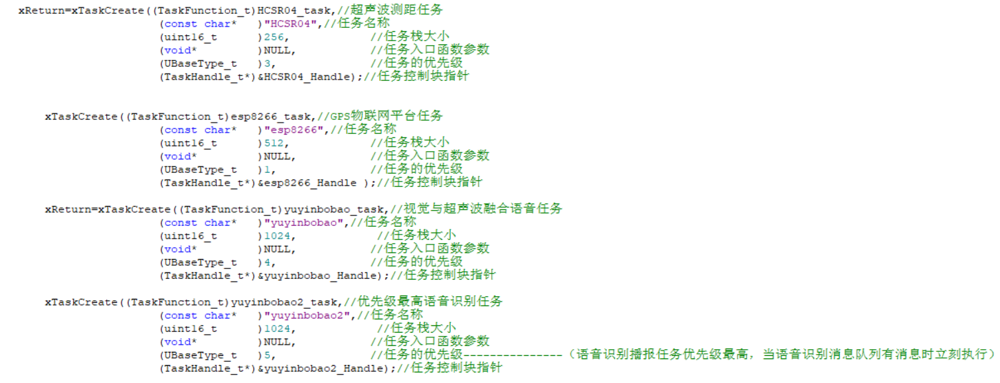 xReturn=xTaskCreate((TaskFunction_t)HCSR04_task,//超声波测距任务
(const char*   )"HCSR04",//任务名称
(uint16_t      )256,            //任务栈大小
(void*         )NULL,           //任务入口函数参数
(UBaseType_t   )3,              //任务的优先级
(TaskHandle_t*)&HCSR04_Handle);//任务控制块指针
xTaskCreate((TaskFunction_t)esp8266_task,//GPS物联网平台任务
(const char*   )"esp8266",//任务名称
(uint16_t      )512,            //任务栈大小
(void*         )NULL,           //任务入口函数参数
(UBaseType_t   )1,              //任务的优先级
(TaskHandle_t*)&esp8266_Handle );//任务控制块指针
xReturn=xTaskCreate((TaskFunction_t)yuyinbobao_task,//视觉与超声波融合语音任务
(const char*   )"yuyinbobao",//任务名称
(uint16_t      )1024,            //任务栈大小
(void*         )NULL,           //任务入口函数参数
(UBaseType_t   )4,              //任务的优先级
(TaskHandle_t*)&yuyinbobao_Handle);//任务控制块指针
xTaskCreate((TaskFunction_t)yuyinbobao2_task,//优先级最高语音识别任务
(const char*   )"yuyinbobao2",//任务名称
(uint16_t      )1024,            //任务栈大小
(void*         )NULL,           //任务入口函数参数
(UBaseType_t   )5,              //任务的优先级---------------（语音识别播报任务优先级最高，当语音识别消息队列有消息时立刻执行）
(TaskHandle_t*)&yuyinbobao2_Handle);//任务控制块指针